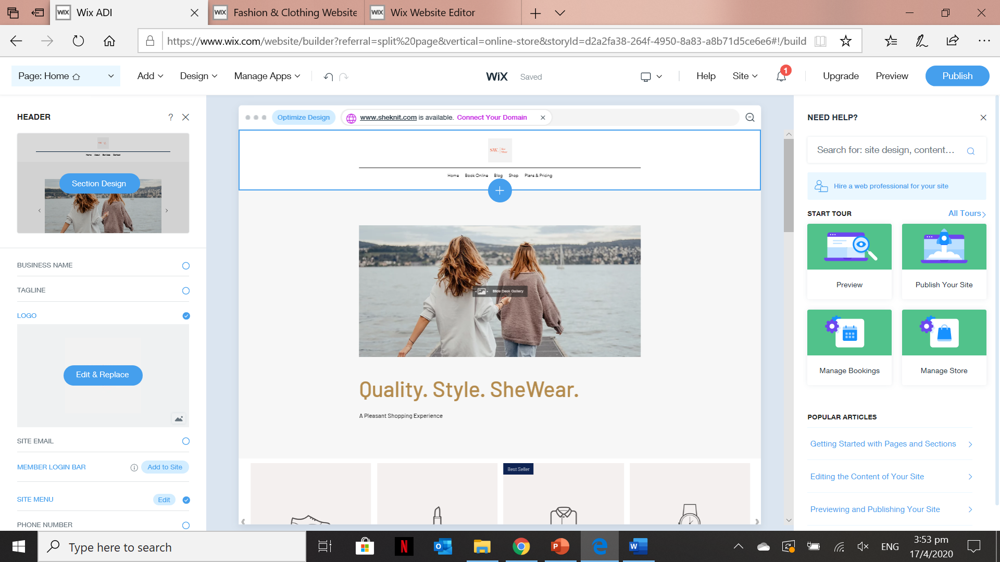 WiX
Wix ADI
WiX
Fashion & Clothing Website
WiX
Wix Website Editor
https://www.wix.com/website/builder?referral=split%20page&vertical=online-store&storyId=d2a2fa38-264f-4950-8a83-a8b71d5ce6e6#!/build
Page: Home
Add
Design
Manage Apps
WiX
Saved
Help
Site
1
Upgrade
Preview
Publish
HEADER
?
Home About Services Contact
Section Design
BUSINESS NAME
TAGLINE
LOGO
Edit & Replace
SITE EMAIL
MEMBER LOGIN BAR
Add to Site
SITE MENU
Edit
PHONE NUMBER
Optimize Design
www.sheknit.com is available. Connect Your Domain
SW.
Home Book Online Blog Shop Plans & Pricing
Slide Deck Gallery
Quality. Style. SheWear.
A Pleasant Shopping Experience
Best Seller
NEED HELP?
Search for: site design, content...
Hire a web professional for your site
START TOUR
All Tours
Preview
Publish Your Site
Manage Bookings
Manage Store
POPULAR ARTICLES
Getting Started with Pages and Sections
Editing the Content of Your Site
Previewing and Publishing Your Site
Type here to search
N
O
P
W
ENG
3:53 pm
17/4/2020